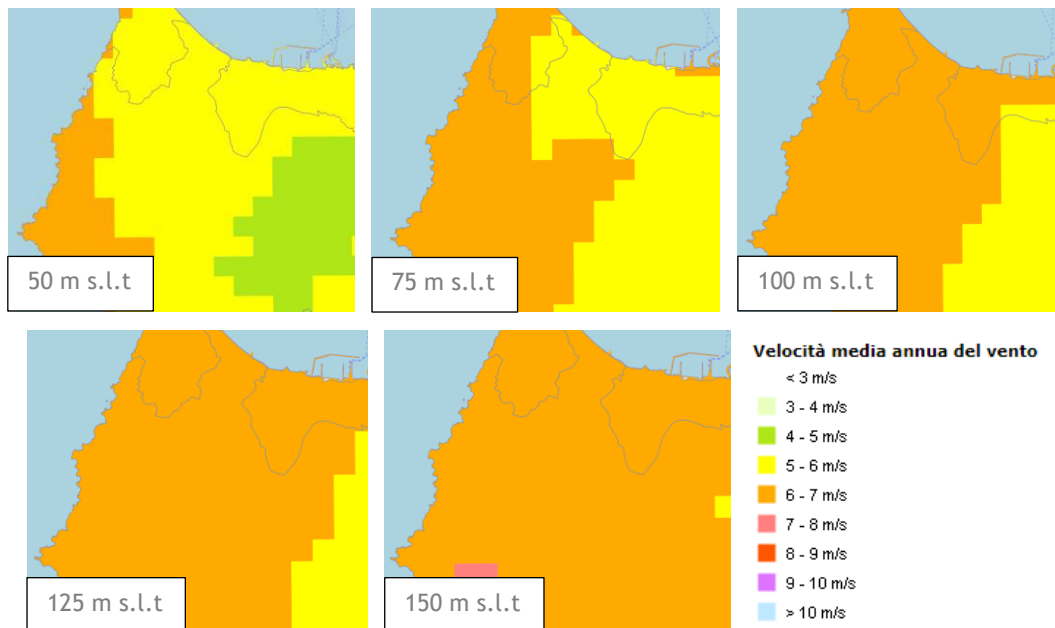 50 m s.l.t
75 m s.l.t
100 m s.l.t
125 m s.l.t
150 m s.l.t
Velocità media annua del vento
< 3 m/s
3 - 4 m/s
4 - 5 m/s
5 - 6 m/s
6 - 7 m/s
7 - 8 m/s
8 - 9 m/s
9 - 10 m/s
> 10 m/s